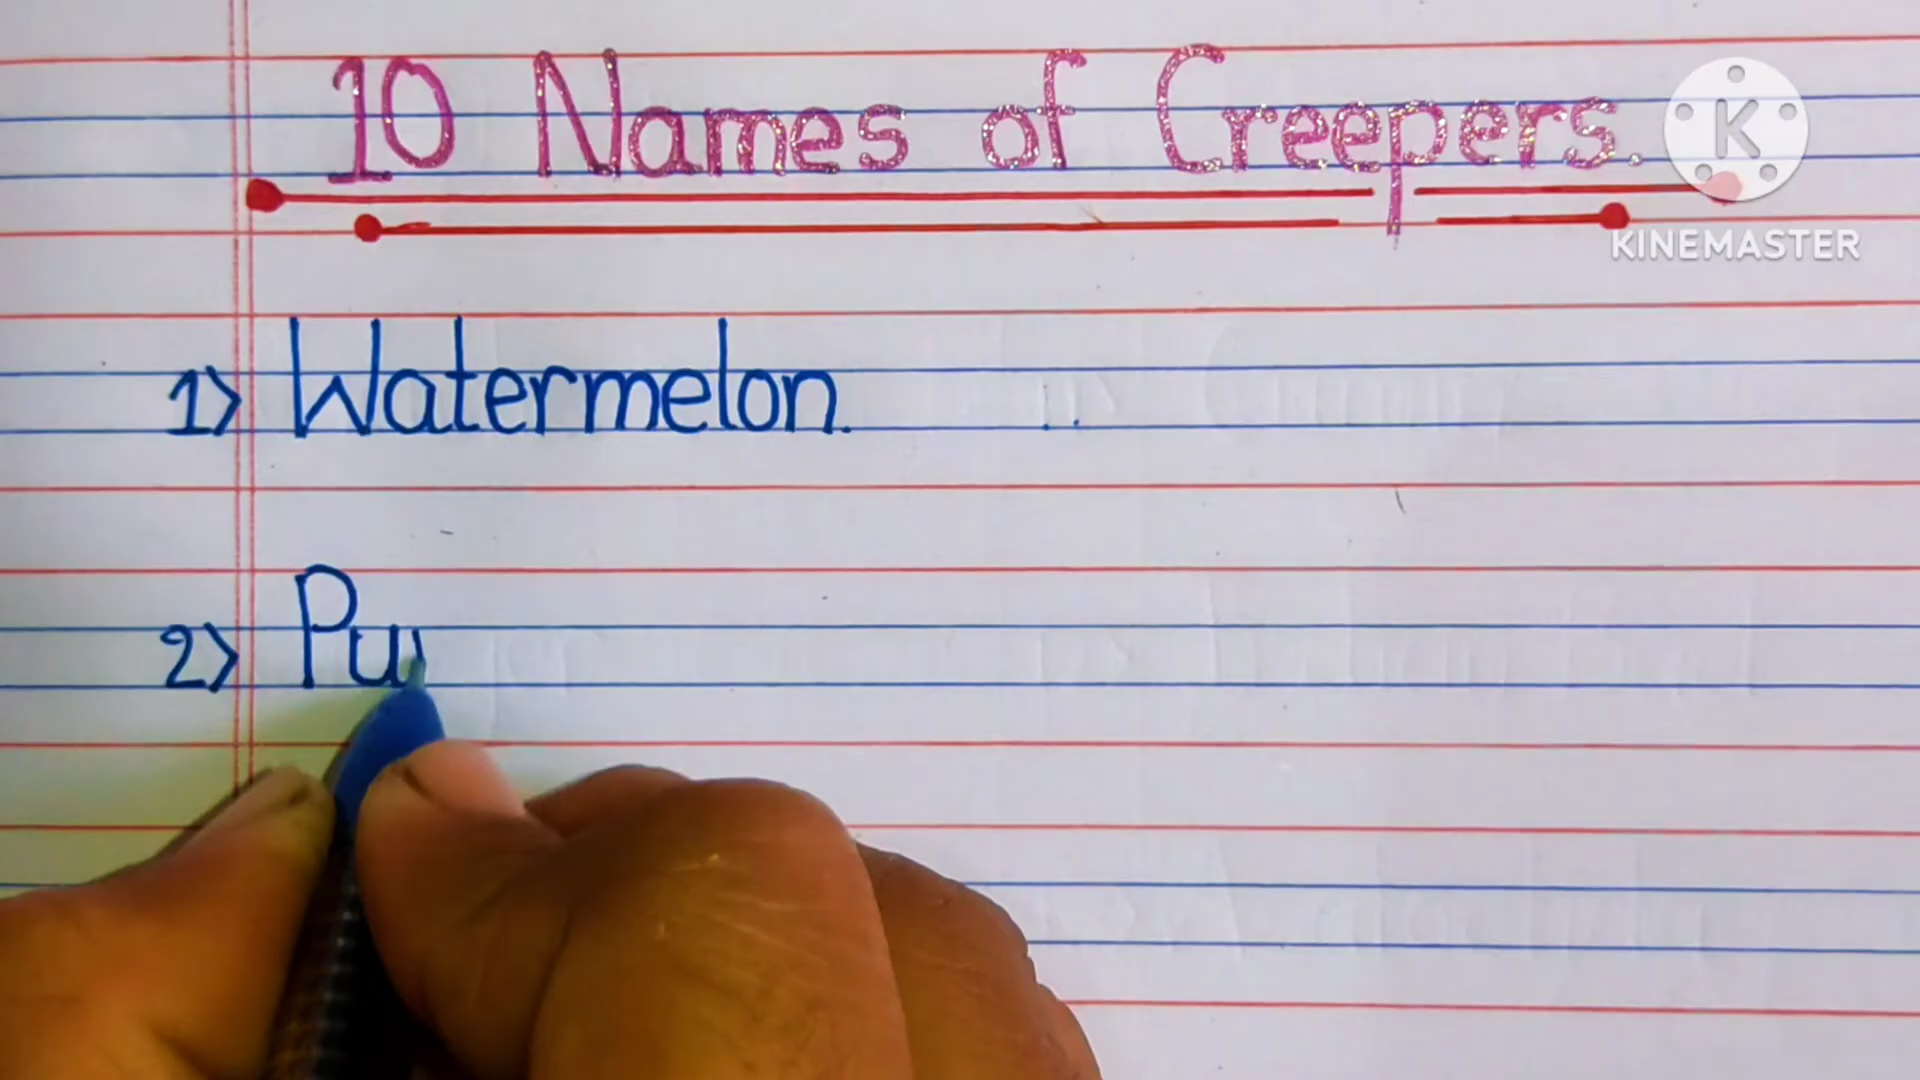 10 Names of Creepers.
K
KINEMASTER
1) Watermelon.
2) Pu